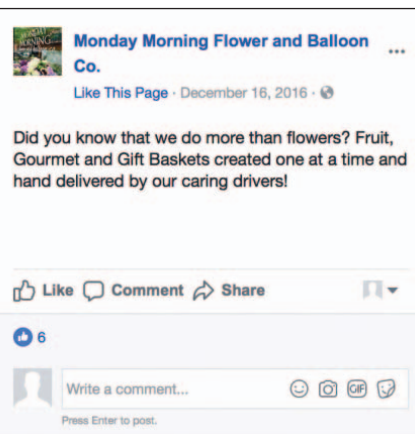 Monday Morning Flower and Balloon
Co.
Like This Page · December 16, 2016 ·
Did you know that we do more than flowers? Fruit,
Gourmet and Gift Baskets created one at a time and
hand delivered by our caring drivers!
Like Comment Share
6
Write a comment...
GIF
Press Enter to post.